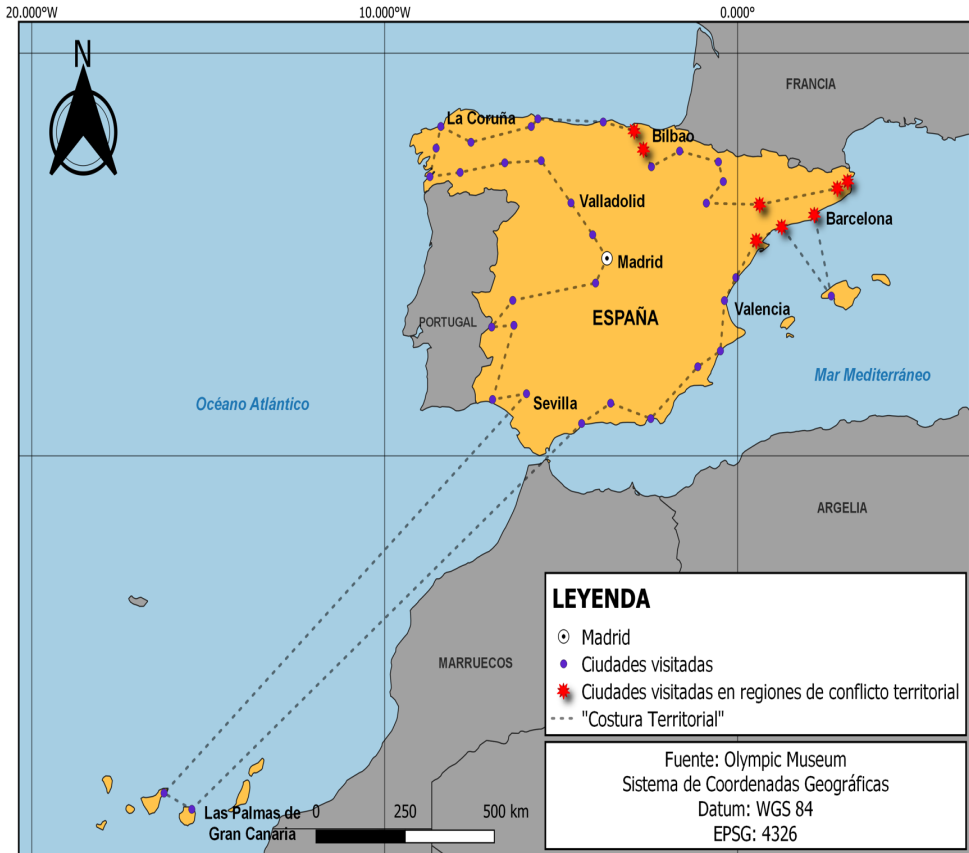 20.000°W
10.000°W
0.000°
N
FRANCIA
La Coruña
Bilbao
Valladolid
Barcelona
Madrid
ESPAÑA
Valencia
PORTUGAL
Mar Mediterráneo
Océano Atlántico
Sevilla
ARGELIA
MARRUECOS
Las Palmas de
Gran Canaria
0
250
500 km
LEYENDA
Madrid
Ciudades visitadas
Ciudades visitadas en regiones de conflicto territorial
"Costura Territorial"
Fuente: Olympic Museum
Sistema de Coordenadas Geográficas
Datum: WGS 84
EPSG: 4326